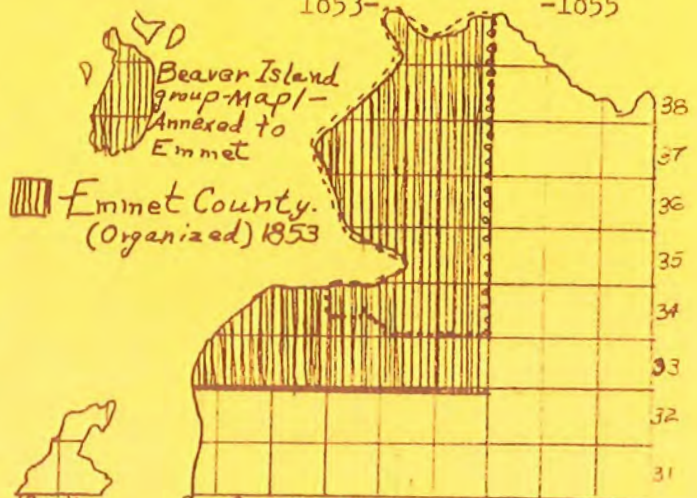 1853- -1855
Beaver Island
group-Map/-
Annexed to
Emmet
Emmet County.
(Organized) 1853
38
37
36
35
34
33
32
31